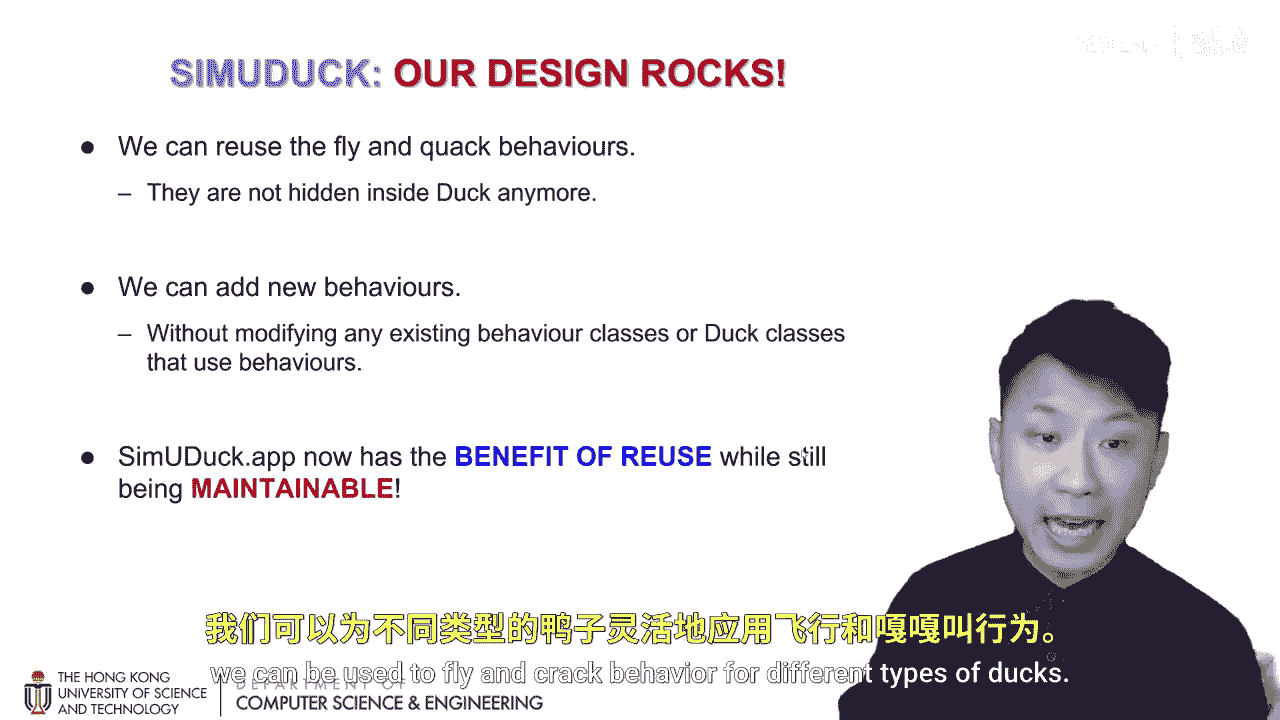 SIMUDUCK: OUR DESIGN ROCKS!
● We can reuse the fly and quack behaviours.
– They are not hidden inside Duck anymore.
● We can add new behaviours.
– Without modifying any existing behaviour classes or Duck classes
that use behaviours.
● SimUDuck.app now has the BENEFIT OF REUSE while still
being MAINTAINABLE!
我们可以为不同类型的鸭子灵活地应用飞行和嘎嘎叫行为。
we can be used to fly and crack behavior for different types of ducks.
THE HONG KONG
UNIVERSITY OF SCIENCE
AND TECHNOLOGY
DEPARTMENT OF
COMPUTER SCIENCE & ENGINEERING